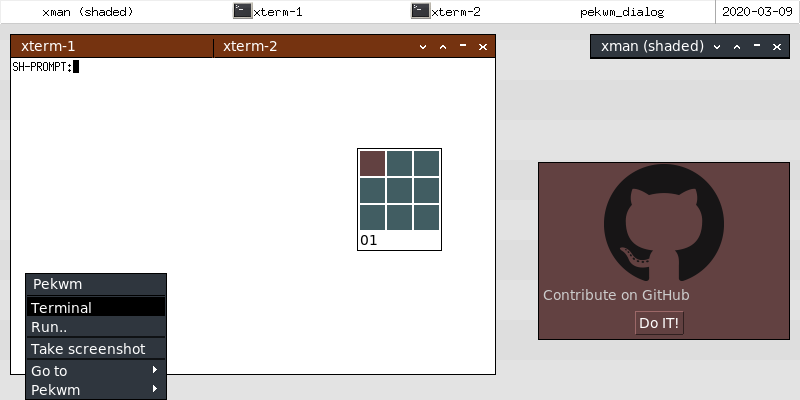 xman (shaded) xterm-1 xterm-2 pekwm_dialog 2020-03-09
xterm-1 xterm-2
xman (shaded)
SH-PROMPT:
01
Pekwm
Terminal
Run..
Take screenshot
Go to
Pekwm
Contribute on GitHub
Do IT!